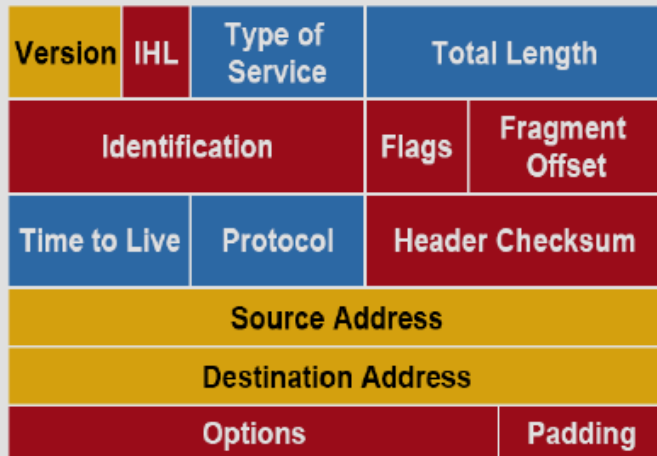 Version IHL Type of Service Total Length
Identification Flags Fragment Offset
Time to Live Protocol Header Checksum
Source Address
Destination Address
Options Padding